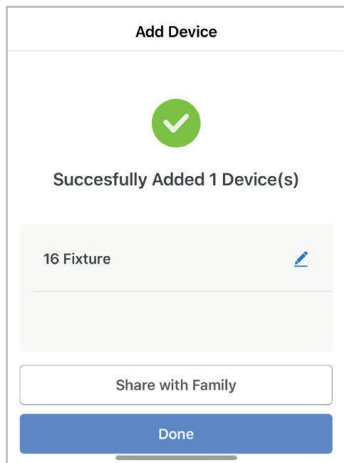 Add Device
Succesfully Added 1 Device(s)
16 Fixture
Share with Family
Done